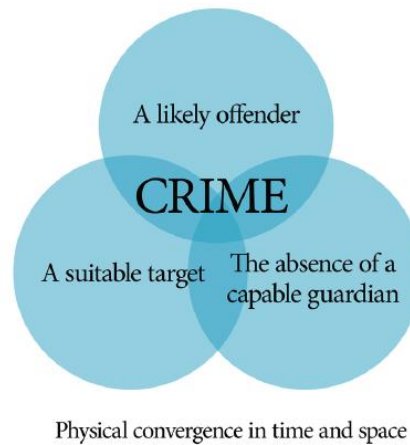 A likely offender
CRIME
A suitable target
The absence of a
capable guardian
Physical convergence in time and space